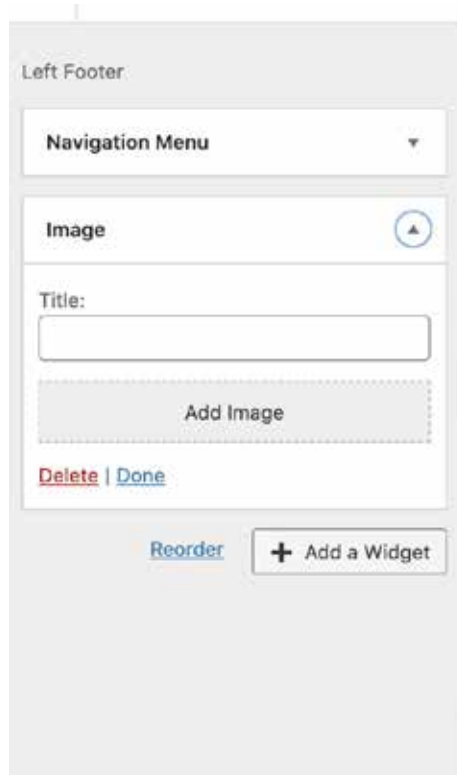 Left Footer
Navigation Menu
Image
Title:
Add Image
Delete | Done
Reorder + Add a Widget